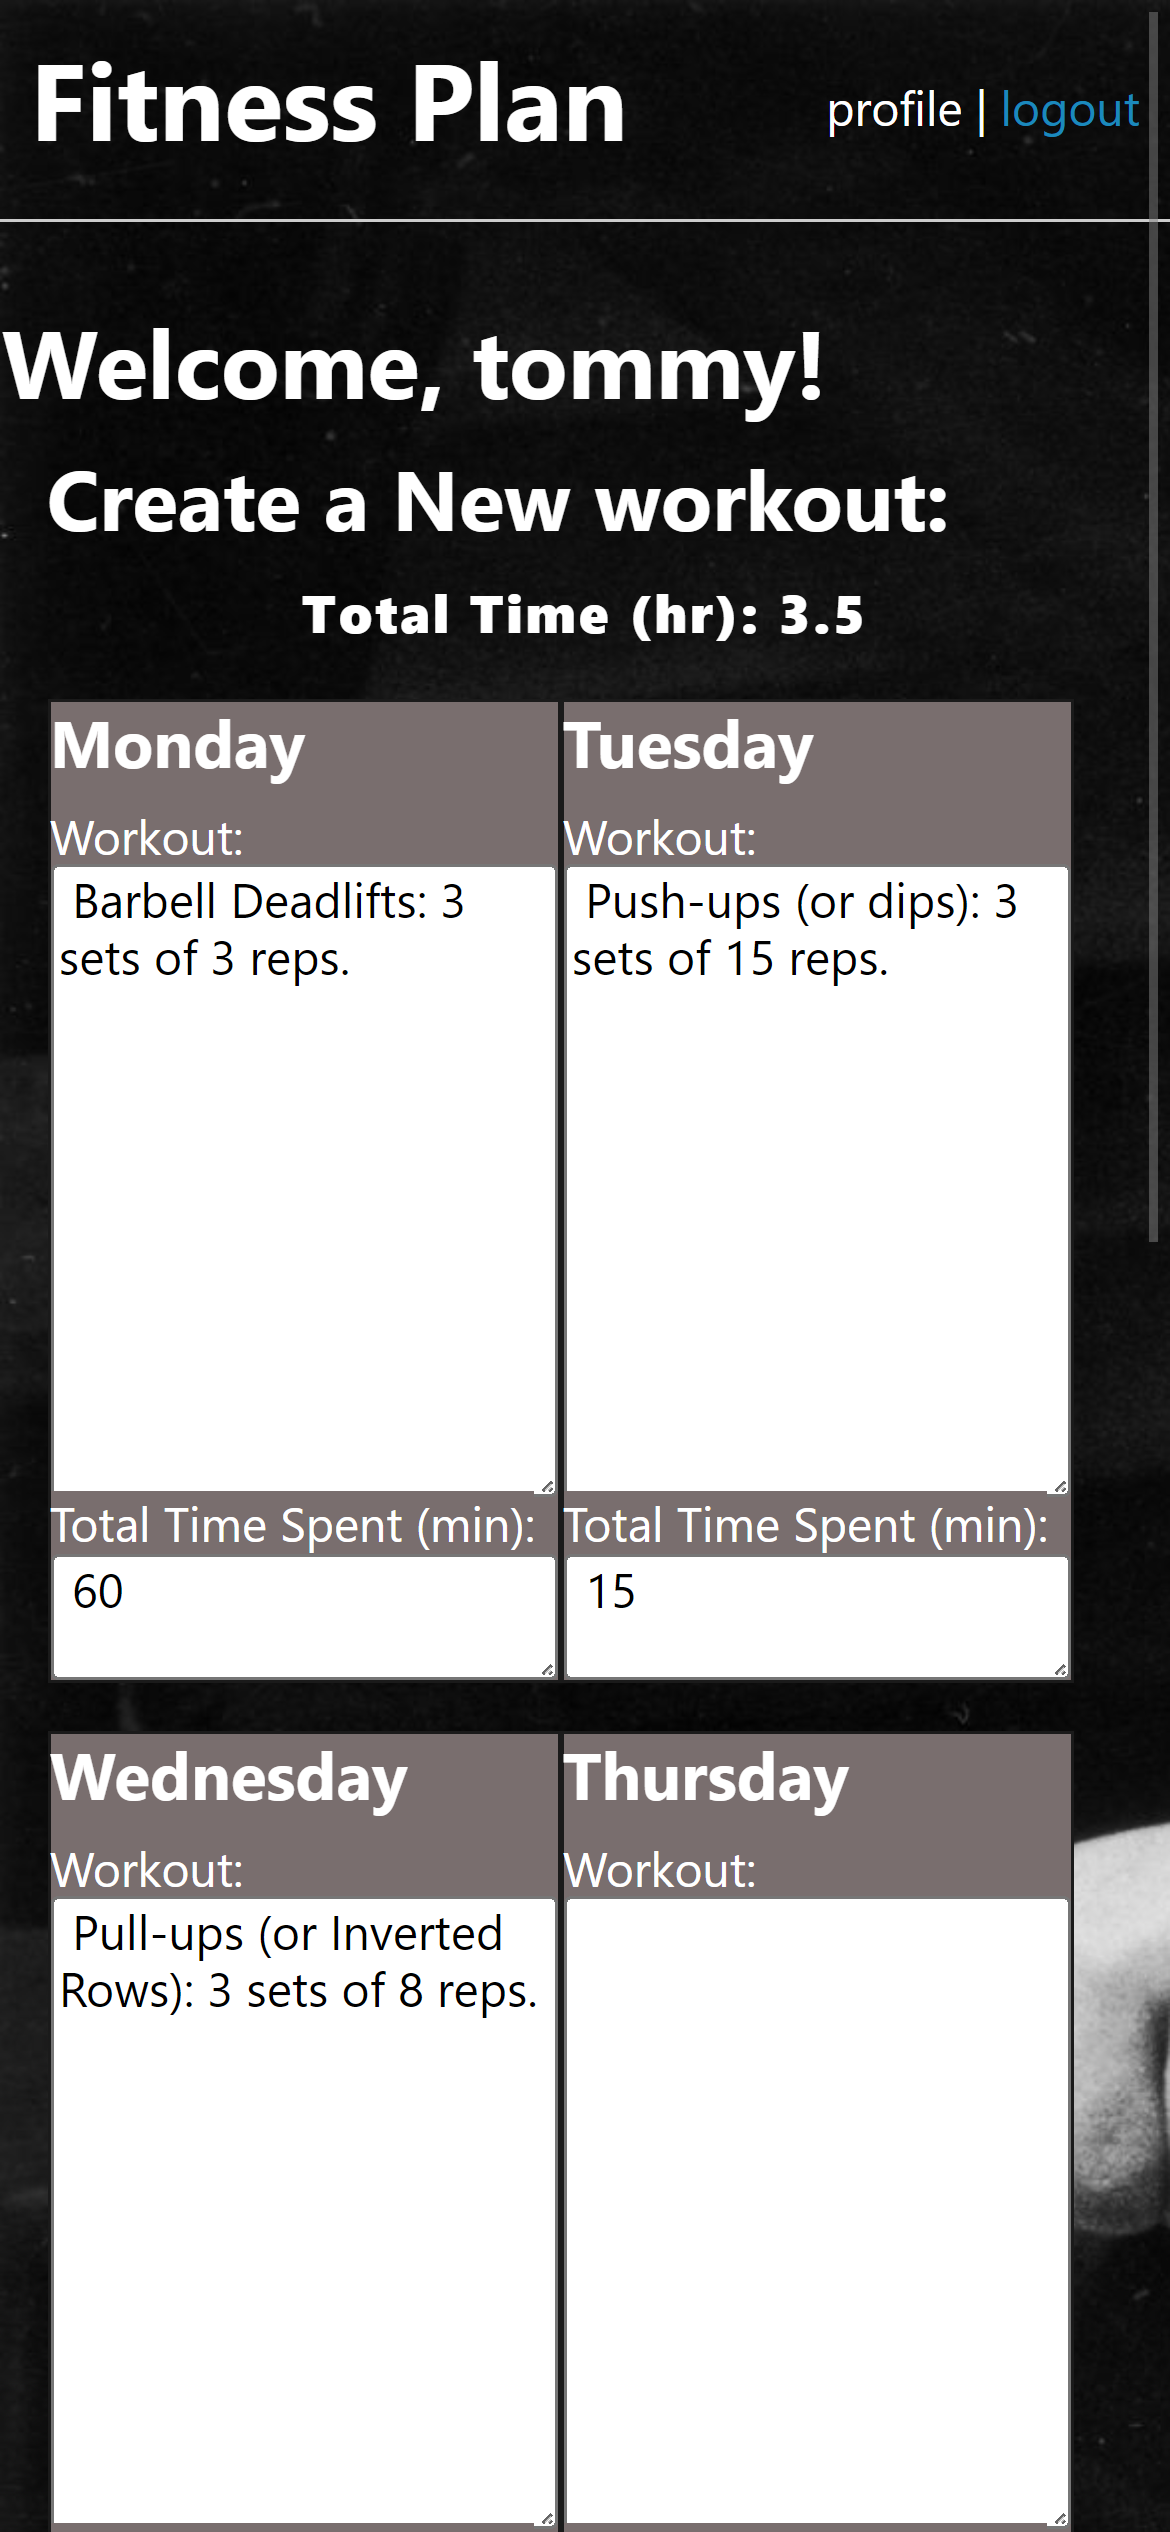 Fitness Plan
profile | logout
Welcome, tommy!
Create a New workout:
Total Time (hr): 3.5
Monday
Workout:
Barbell Deadlifts: 3
sets of 3 reps.
Total Time Spent (min):
60
Tuesday
Workout:
Push-ups (or dips): 3
sets of 15 reps.
Total Time Spent (min):
15
Wednesday
Workout:
Pull-ups (or Inverted
Rows): 3 sets of 8 reps.
Thursday
Workout: